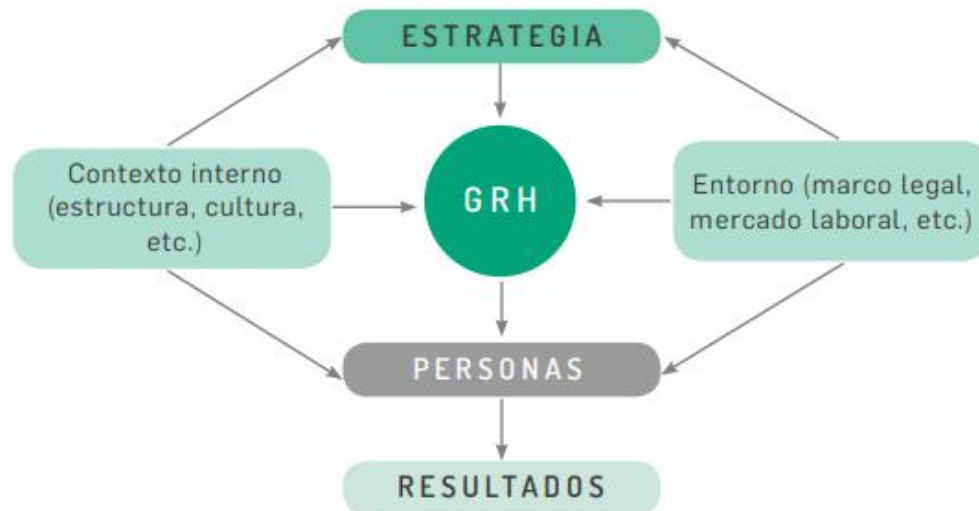 ESTRATEGIA
Contexto interno
(estructura, cultura,
etc.)
GRH
Entorno (marco legal,
mercado laboral, etc.)
PERSONAS
RESULTADOS